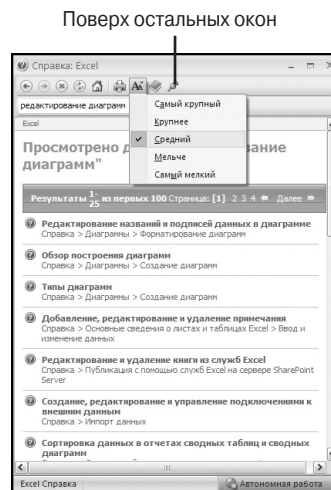 Поверх остальных окон
Справка: Excel
редактирование диаграмм
Самый крупный
Крупнее
Средний
Мельче
Самый мелкий
Excel
Просмотрено д
вание
диаграмм"
Результаты 1-25 из первых 100 Страница: [1] 2 3 4 Далее
Редактирование названий и подписей данных в диаграмме
Справка > Диаграммы > Форматирование диаграмм
Обзор построения диаграмм
Справка > Диаграммы > Создание диаграмм
Типы диаграмм
Справка > Диаграммы > Создание диаграмм
Добавление, редактирование и удаление примечания
Справка > Основные сведения о листах и таблицах Excel > Ввод и
изменение данных
Редактирование и удаление книги из служб Excel
Справка > Публикация с помощью служб Excel на сервере SharePoint
Server
Создание, редактирование и управление подключениями к
внешним данным
Справка > Импорт данных
Сортировка данных в отчетах сводных таблиц и сводных
диаграмм
Excel Справка
Автономная работа